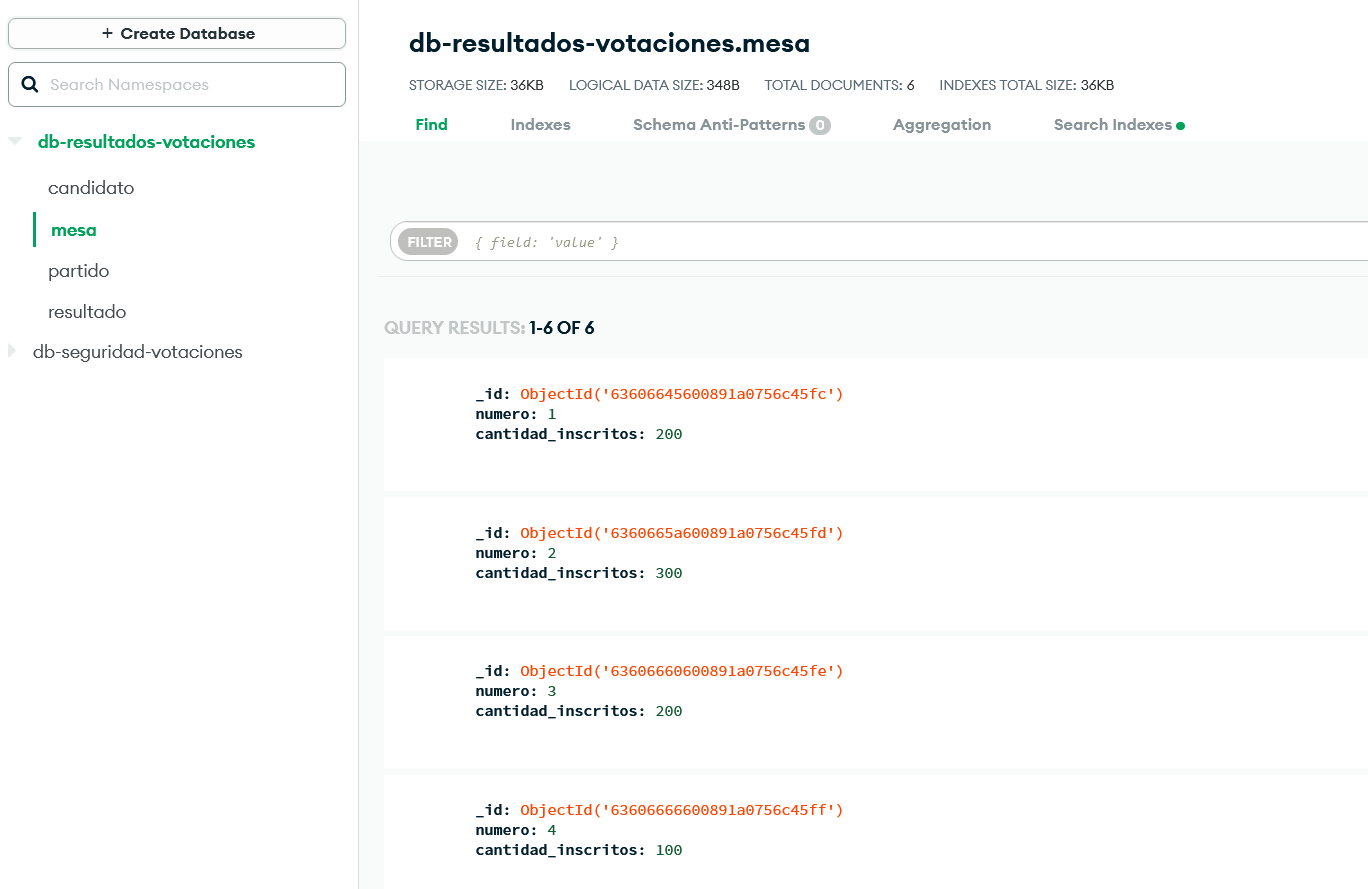 + Create Database
Search Namespaces
db-resultados-votaciones
candidato
mesa
partido
resultado
db-seguridad-votaciones
db-resultados-votaciones.mesa
STORAGE SIZE: 36KB LOGICAL DATA SIZE: 348B TOTAL DOCUMENTS: 6 INDEXES TOTAL SIZE: 36KB
Find Indexes Schema Anti-Patterns 0 Aggregation Search Indexes
FILTER { field: 'value' }
QUERY RESULTS: 1-6 OF 6
_id: ObjectId('63606645600891a0756c45fc')
numero: 1
cantidad_inscritos: 200
_id: ObjectId('6360665a600891a0756c45fd')
numero: 2
cantidad_inscritos: 300
_id: ObjectId('63606660600891a0756c45fe')
numero: 3
cantidad_inscritos: 200
_id: ObjectId('63606666600891a0756c45ff')
numero: 4
cantidad_inscritos: 100